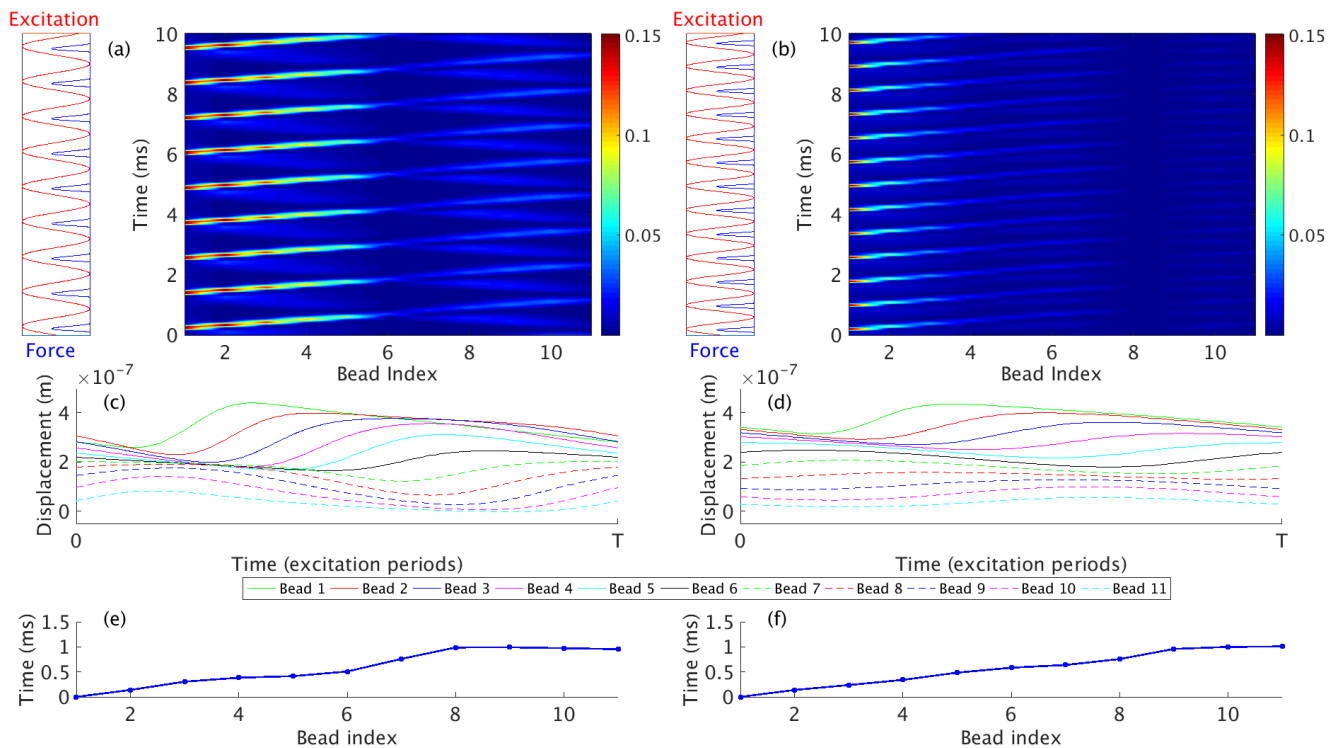 Excitation
(a)
Force
Time (ms)
10
8
6
4
2
0
2 4 6 8 10
Bead Index
0.15
0.1
0.05
Excitation
(b)
Force
Time (ms)
10
8
6
4
2
0
2 4 6 8 10
Bead Index
0.15
0.1
0.05
×10⁻⁷
(c)
Displacement (m)
4
2
0
0 T
Time (excitation periods)
×10⁻⁷
(d)
Displacement (m)
4
2
0
0 T
Time (excitation periods)
Bead 1 Bead 2 Bead 3 Bead 4 Bead 5 Bead 6 Bead 7 Bead 8 Bead 9 Bead 10 Bead 11
(e)
Time (ms)
1.5
1
0.5
0
2 4 6 8 10
Bead index
(f)
Time (ms)
1.5
1
0.5
0
2 4 6 8 10
Bead index